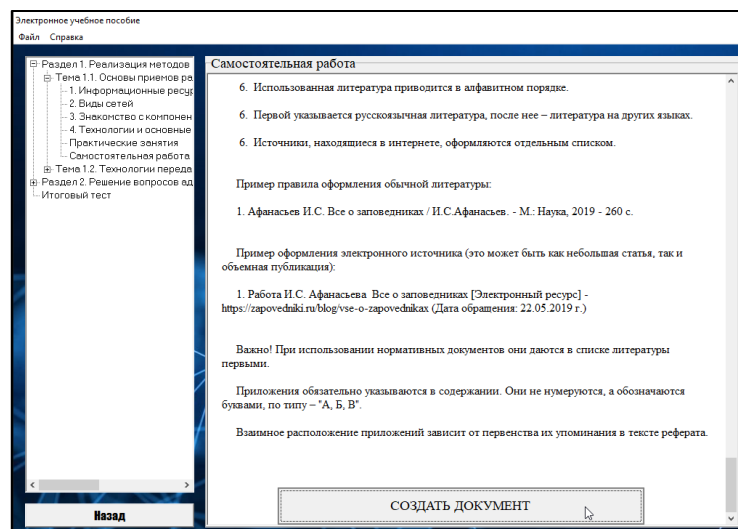 Электронное учебное пособие
Файл Справка
Раздел 1. Реализация методов
Тема 1.1. Основы приемов ра
1. Информационные ресур
2. Виды сетей
3. Знакомство с компонен
4. Технологии и основные
Практические занятия
Самостоятельная работа
Тема 1.2. Технологии переда
Раздел 2. Решение вопросов ад
Итоговый тест
Назад
Самостоятельная работа
6. Использованная литература приводится в алфавитном порядке.
6. Первой указывается русскоязычная литература, после нее – литература на других языках.
6. Источники, находящиеся в интернете, оформляются отдельным списком.
Пример правила оформления обычной литературы:
1. Афанасьев И.С. Все о заповедниках / И.С.Афанасьев. - М.: Наука, 2019 - 260 с.
Пример оформления электронного источника (это может быть как небольшая статья, так и
объемная публикация):
1. Работа И.С. Афанасьева Все о заповедниках [Электронный ресурс] -
https://zapovedniki.ru/blog/vse-o-zapovednikax (Дата обращения: 22.05.2019 г.)
Важно! При использовании нормативных документов они даются в списке литературы
первыми.
Приложения обязательно указываются в содержании. Они не нумеруются, а обозначаются
буквами, по типу – "А, Б, В".
Взаимное расположение приложений зависит от первенства их упоминания в тексте реферата.
СОЗДАТЬ ДОКУМЕНТ